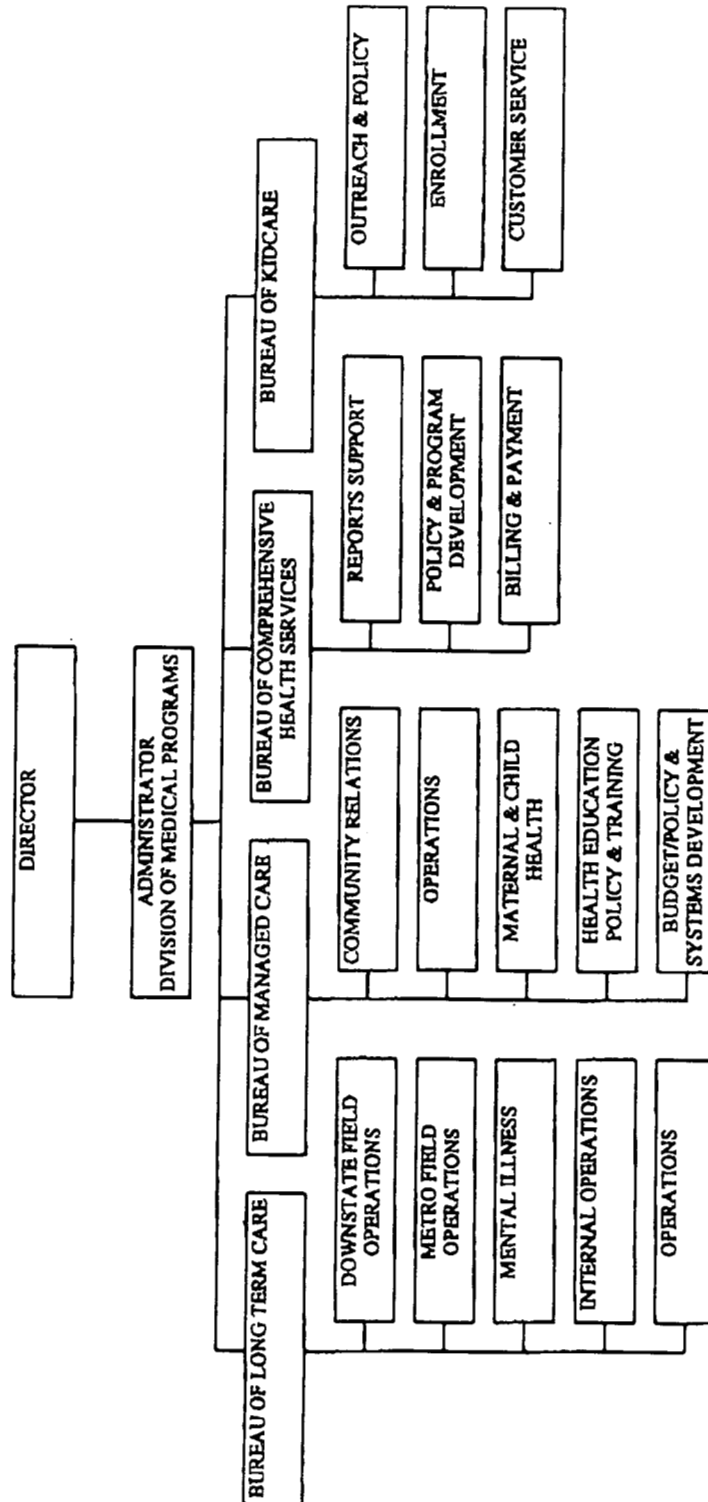 DIRECTOR
ADMINISTRATOR
DIVISION OF MEDICAL PROGRAMS
BUREAU OF LONG TERM CARE
DOWNSTATE FIELD
OPERATIONS
METRO FIELD
OPERATIONS
MENTAL ILLNESS
INTERNAL OPERATIONS
OPERATIONS
BUREAU OF MANAGED CARE
COMMUNITY RELATIONS
OPERATIONS
MATERNAL & CHILD
HEALTH
HEALTH EDUCATION
POLICY & TRAINING
BUDGET/POLICY &
SYSTEMS DEVELOPMENT
BUREAU OF COMPREHENSIVE
HEALTH SERVICES
REPORTS SUPPORT
POLICY & PROGRAM
DEVELOPMENT
BILLING & PAYMENT
BUREAU OF KIDCARE
OUTREACH & POLICY
ENROLLMENT
CUSTOMER SERVICE